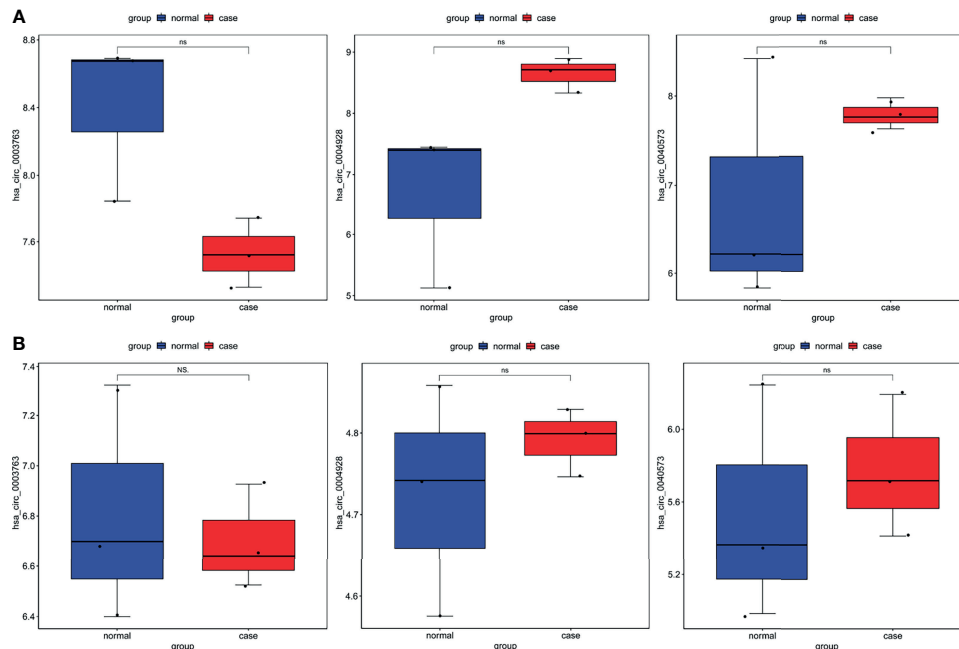 A
group normal case
ns
hsa_circ_0003763
8.8
8.4
8.0
7.6
normal case
group
group normal case
ns
hsa_circ_0004928
9
8
7
6
5
normal case
group
group normal case
ns
hsa_circ_0040573
8
7
6
normal case
group
B
group normal case
NS.
hsa_circ_0003763
7.4
7.2
7.0
6.8
6.6
6.4
normal case
group
group normal case
ns
hsa_circ_0004928
4.8
4.7
4.6
normal case
group
group normal case
ns
hsa_circ_0040573
6.0
5.6
5.2
normal case
group